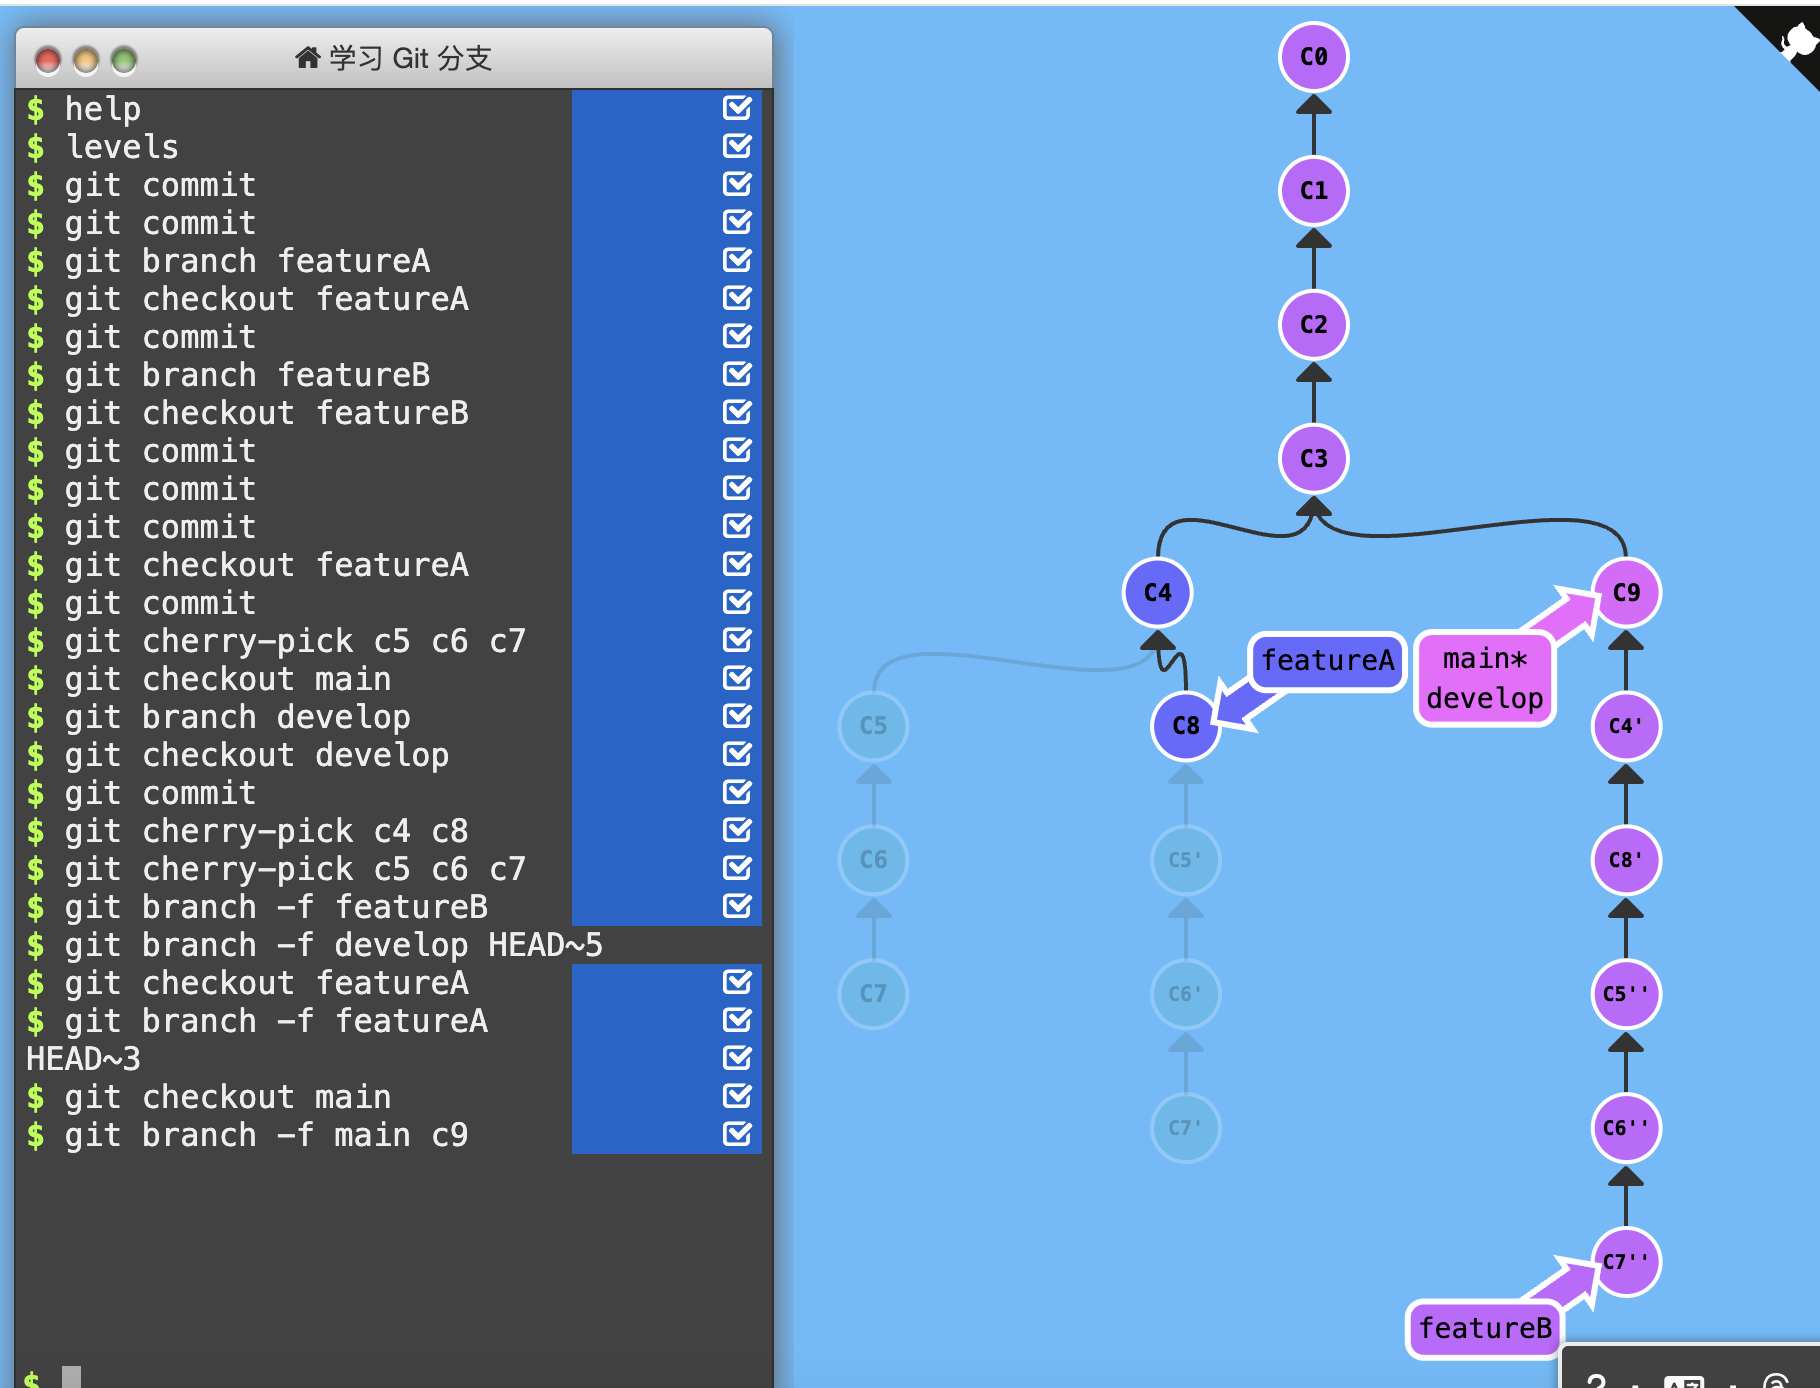 学习 Git 分支
$ help
$ levels
$ git commit
$ git commit
$ git branch featureA
$ git checkout featureA
$ git commit
$ git branch featureB
$ git checkout featureB
$ git commit
$ git commit
$ git commit
$ git checkout featureA
$ git commit
$ git cherry-pick c5 c6 c7
$ git checkout main
$ git branch develop
$ git checkout develop
$ git commit
$ git cherry-pick c4 c8
$ git cherry-pick c5 c6 c7
$ git branch -f featureB
$ git branch -f develop HEAD~5
$ git checkout featureA
$ git branch -f featureA
HEAD~3
$ git checkout main
$ git branch -f main c9
$
C0
C1
C2
C3
C4
C9
featureA
main*
develop
C5
C8
C4'
C6
C5'
C8'
C7
C6'
C5''
C7'
C6''
C7''
featureB